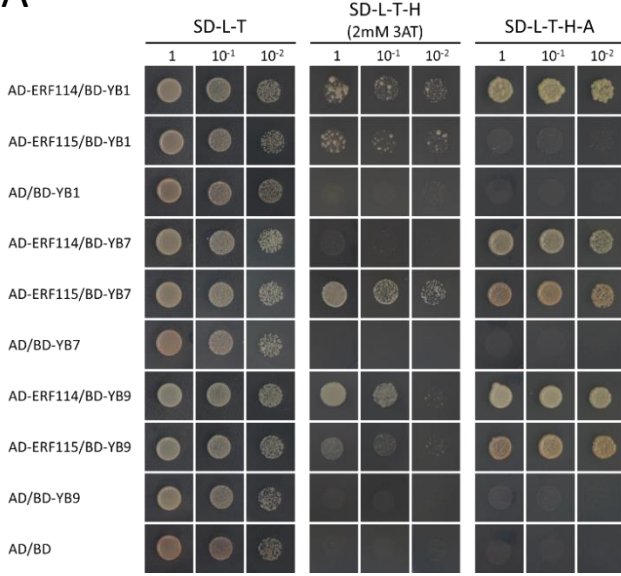 A
SD-L-T
SD-L-T-H
(2mM 3AT)
SD-L-T-H-A
1 10-1 10-2 1 10-1 10-2 1 10-1 10-2
AD-ERF114/BD-YB1
AD-ERF115/BD-YB1
AD/BD-YB1
AD-ERF114/BD-YB7
AD-ERF115/BD-YB7
AD/BD-YB7
AD-ERF114/BD-YB9
AD-ERF115/BD-YB9
AD/BD-YB9
AD/BD